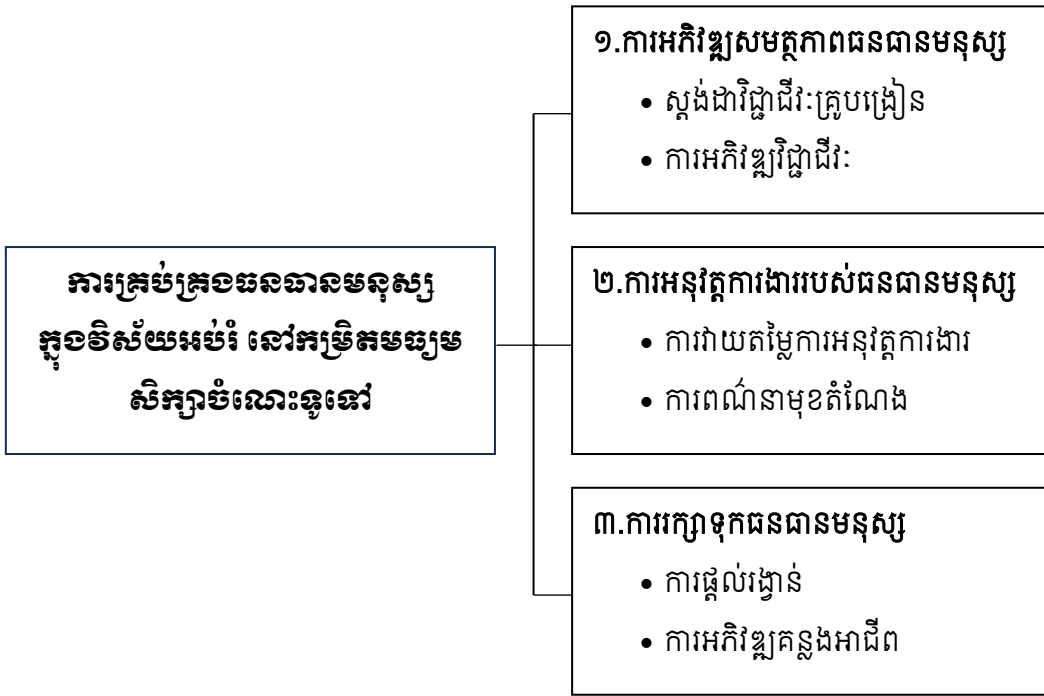 ការគ្រប់គ្រងធនធានមនុស្ស
ក្នុងវិស័យអប់រំ នៅកម្រិតមធ្យម
សិក្សាចំណេះទូទៅ
១.ការអភិវឌ្ឍសមត្ថភាពធនធានមនុស្ស
• ស្តង់ដាវិជ្ជាជីវៈគ្រូបង្រៀន
• ការអភិវឌ្ឍវិជ្ជាជីវៈ
២.ការអនុវត្តការងាររបស់ធនធានមនុស្ស
• ការវាយតម្លៃការអនុវត្តការងារ
• ការពណ៌នាមុខតំណែង
៣.ការរក្សាទុកធនធានមនុស្ស
• ការផ្តល់រង្វាន់
• ការអភិវឌ្ឍគន្លងអាជីព